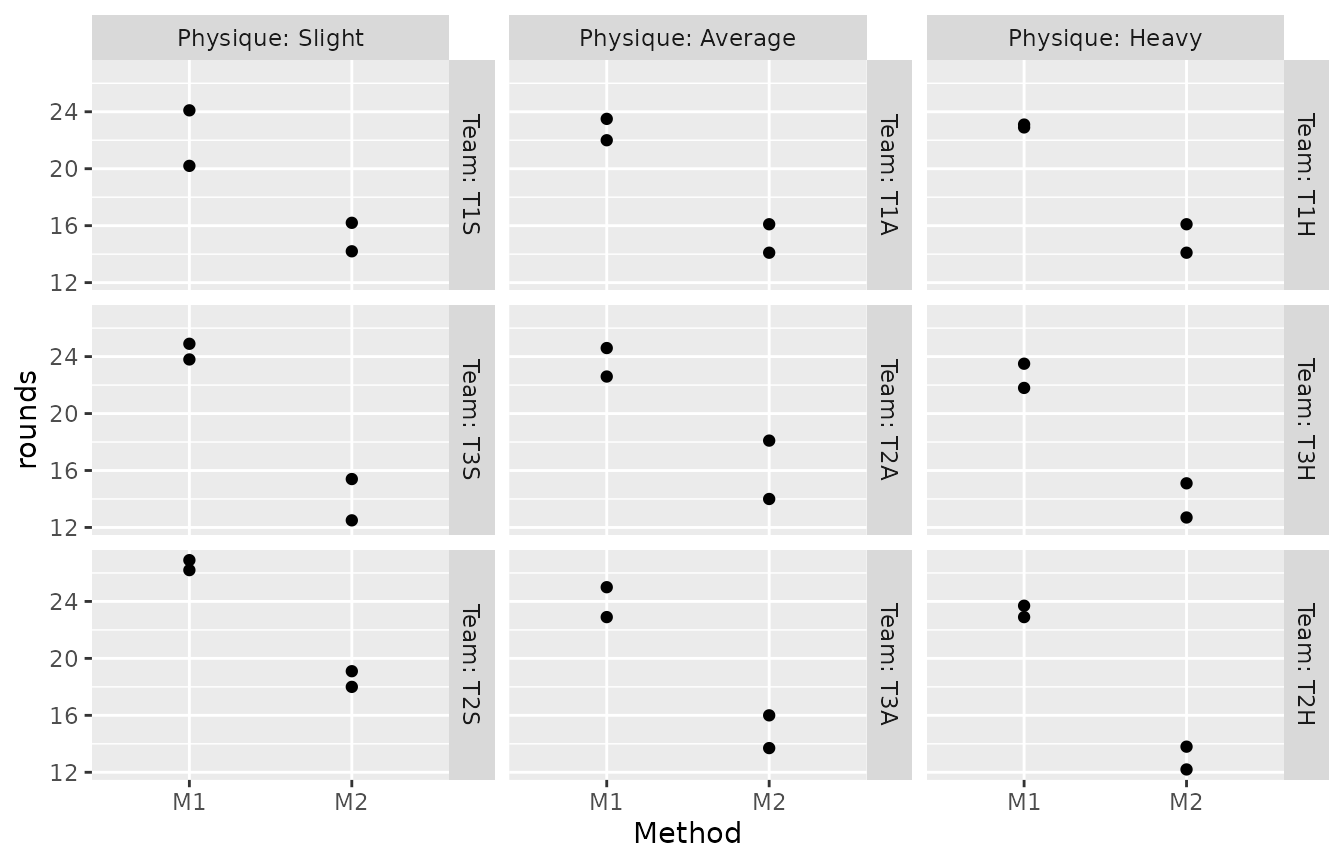 Physique: Slight
Physique: Average
Physique: Heavy
24
20
16
12
Team: T1S
Team: T1A
Team: T1H
rounds
24
20
16
12
Team: T3S
Team: T2A
Team: T3H
24
20
16
12
Team: T2S
Team: T3A
Team: T2H
M1 M2
M1 M2
M1 M2
Method